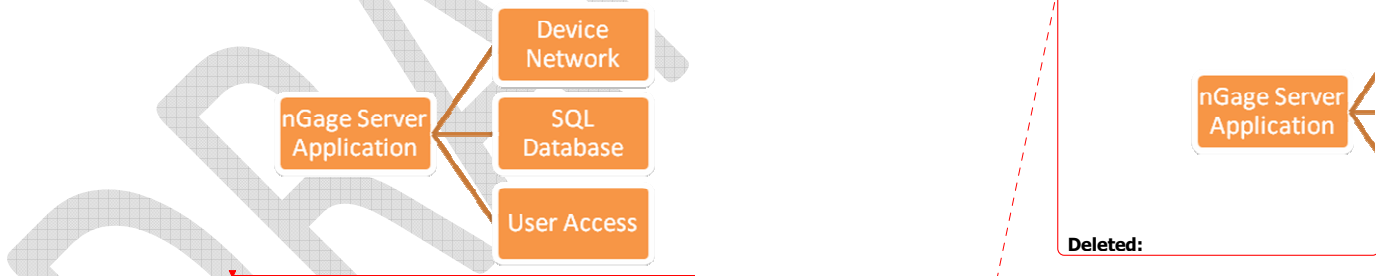 Device
Network
nGage Server
Application
SQL
Database
User Access
nGage Server
Application
Deleted: